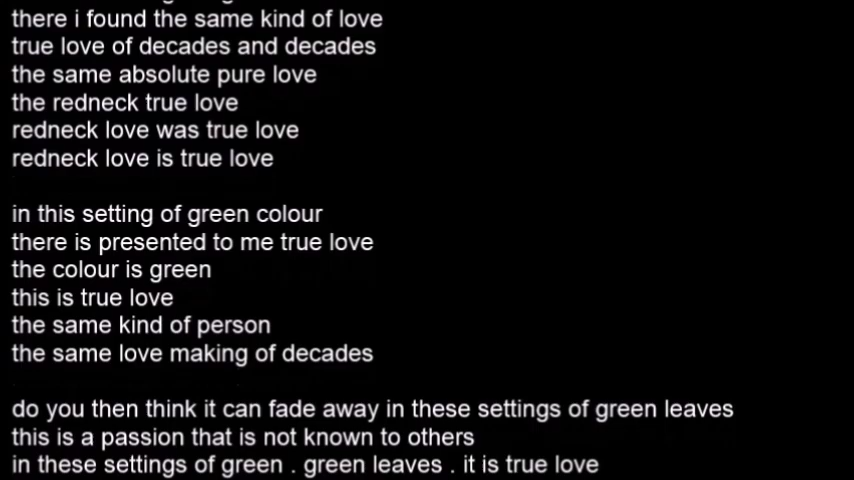 there i found the same kind of love
true love of decades and decades
the same absolute pure love
the redneck true love
redneck love was true love
redneck love is true love
in this setting of green colour
there is presented to me true love
the colour is green
this is true love
the same kind of person
the same love making of decades
do you then think it can fade away in these settings of green leaves
this is a passion that is not known to others
in these settings of green . green leaves . it is true love